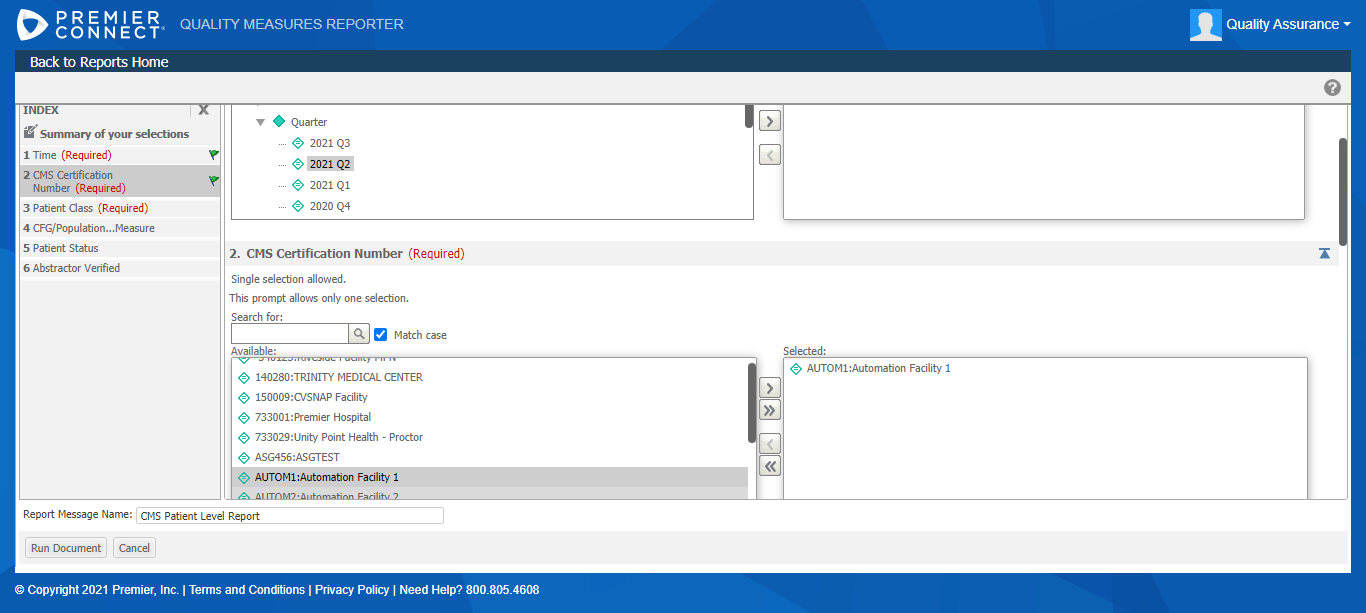 PREMIER CONNECT QUALITY MEASURES REPORTER
Quality Assurance
Back to Reports Home
INDEX
Summary of your selections
1 Time (Required)
2 CMS Certification
Number (Required)
3 Patient Class (Required)
4 CFG/Population...Measure
5 Patient Status
6 Abstractor Verified
Quarter
2021 Q3
2021 Q2
2021 Q1
2020 Q4
2. CMS Certification Number (Required)
Single selection allowed.
This prompt allows only one selection.
Search for:
Match case
Available:
140280:TRINITY MEDICAL CENTER
150009:CVSNAP Facility
733001:Premier Hospital
733029:Unity Point Health - Proctor
ASG456:ASGTEST
AUTOM1:Automation Facility 1
AUTOM2:Automation Facility 2
Selected:
AUTOM1:Automation Facility 1
Report Message Name: CMS Patient Level Report
Run Document Cancel
© Copyright 2021 Premier, Inc. | Terms and Conditions | Privacy Policy | Need Help? 800.805.4608